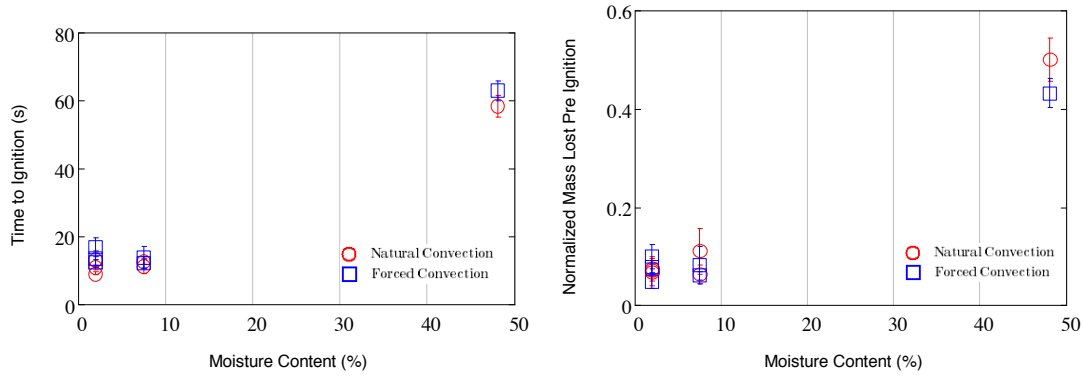 Time to Ignition (s)
80
60
40
20
0
0 10 20 30 40 50
Moisture Content (%)
Natural Convection
Forced Convection
Normalized Mass Lost Pre Ignition
0.6
0.4
0.2
0
0 10 20 30 40 50
Moisture Content (%)
Natural Convection
Forced Convection